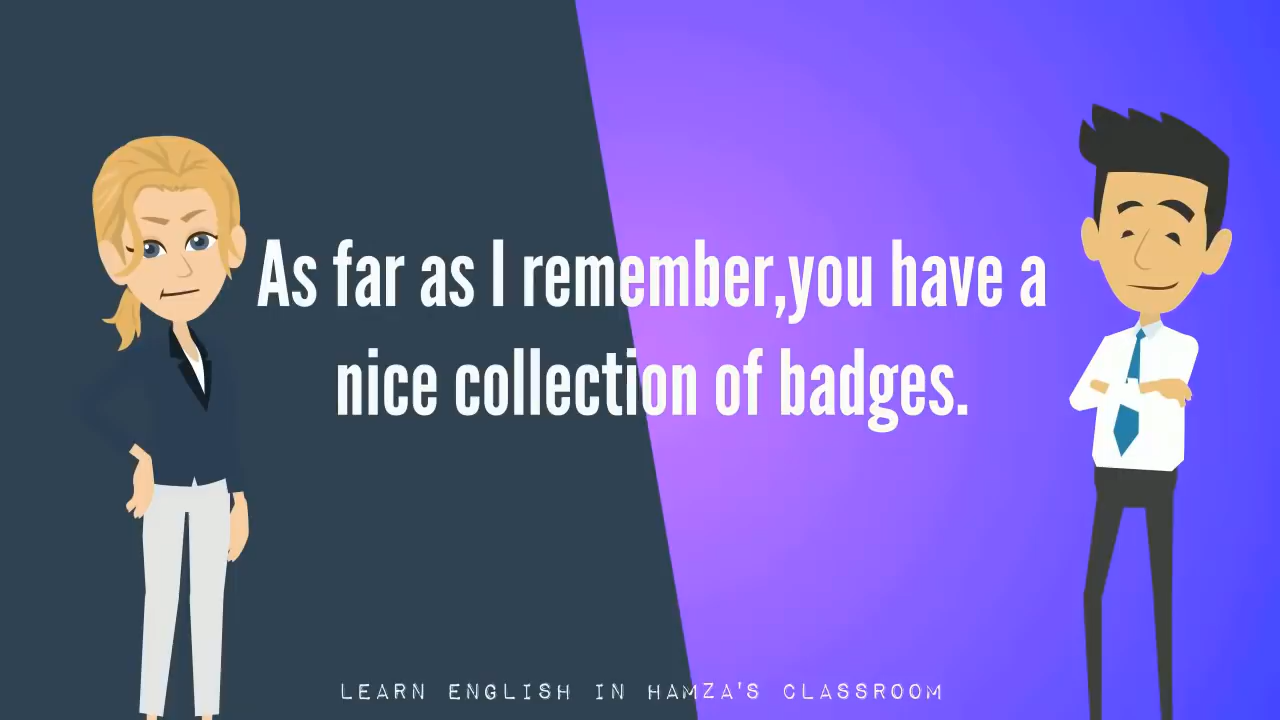 As far as I remember,you have a
nice collection of badges.
LEARN ENGLISH IN HAMZA'S CLASSROOM